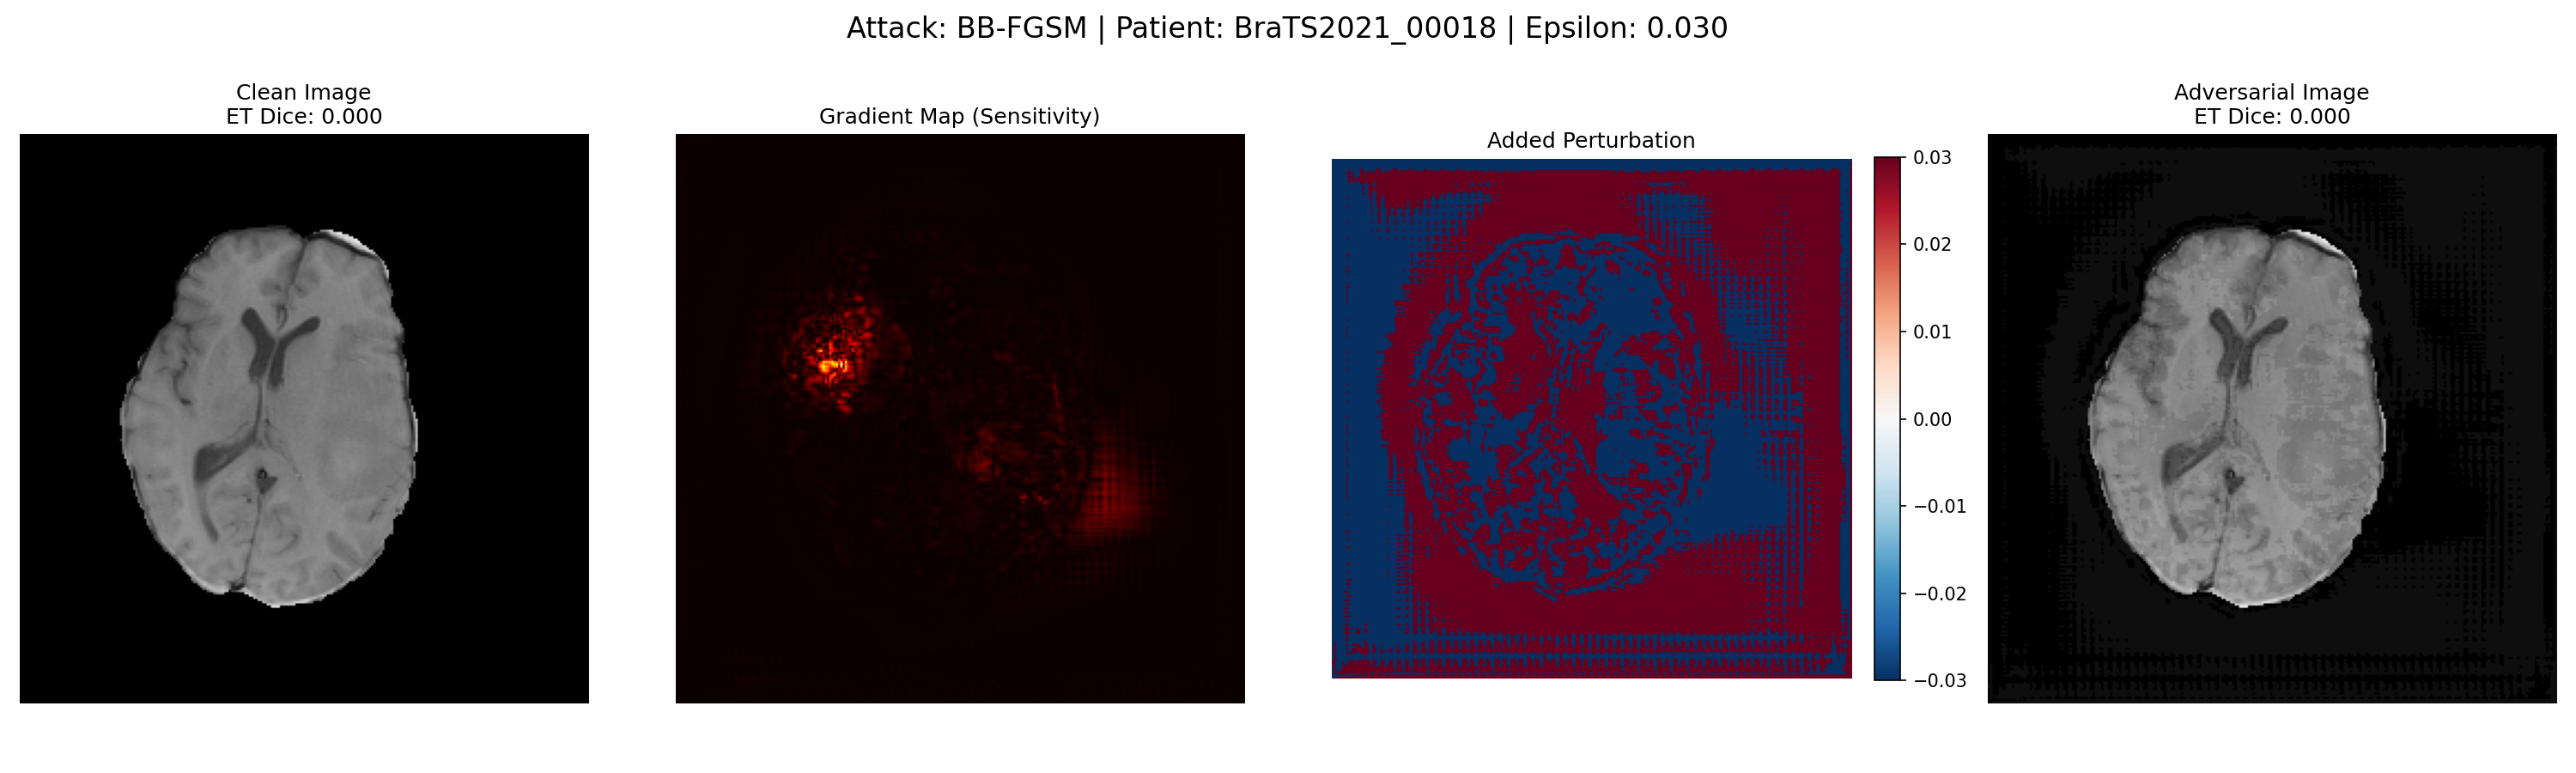 Attack: BB-FGSM | Patient: BraTS2021_00018 | Epsilon: 0.030
Clean Image
ET Dice: 0.000
Gradient Map (Sensitivity)
Added Perturbation
0.03
0.02
0.01
0.00
−0.01
−0.02
−0.03
Adversarial Image
ET Dice: 0.000